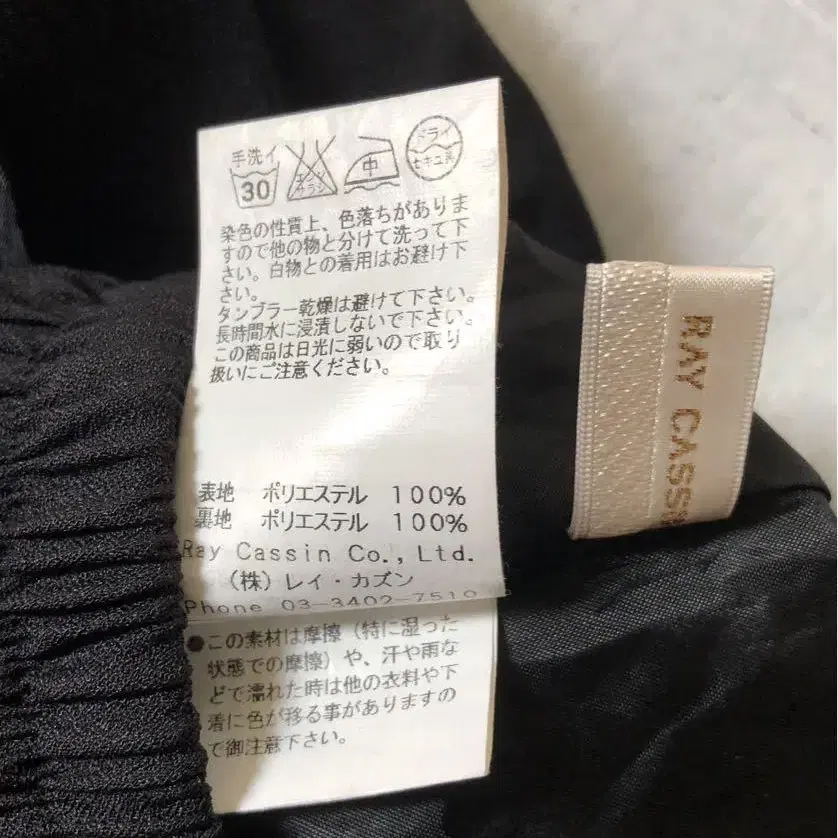 手洗イ
30
エンソ
サラシ
中
ドライ
セキユ系
染色の性質上、色落ちがありま
すので他の物と分けて洗って下
さい。白物との着用はお避け下
さい。
タンブラー乾燥は避けて下さい。
長時間水に浸漬しないで下さい。
この商品は日光に弱いので取り
扱いにご注意ください。
表地 ポリエステル 100%
裏地 ポリエステル 100%
Ray Cassin Co.,Ltd.
(株)レイ・カズン
Phone 03-3402-7510
●この素材は摩擦(特に湿った
状態での摩擦)や、汗や雨な
どで濡れた時は他の衣料や下
着に色が移る事がありますの
で御注意下さい。
RAY CASSIN